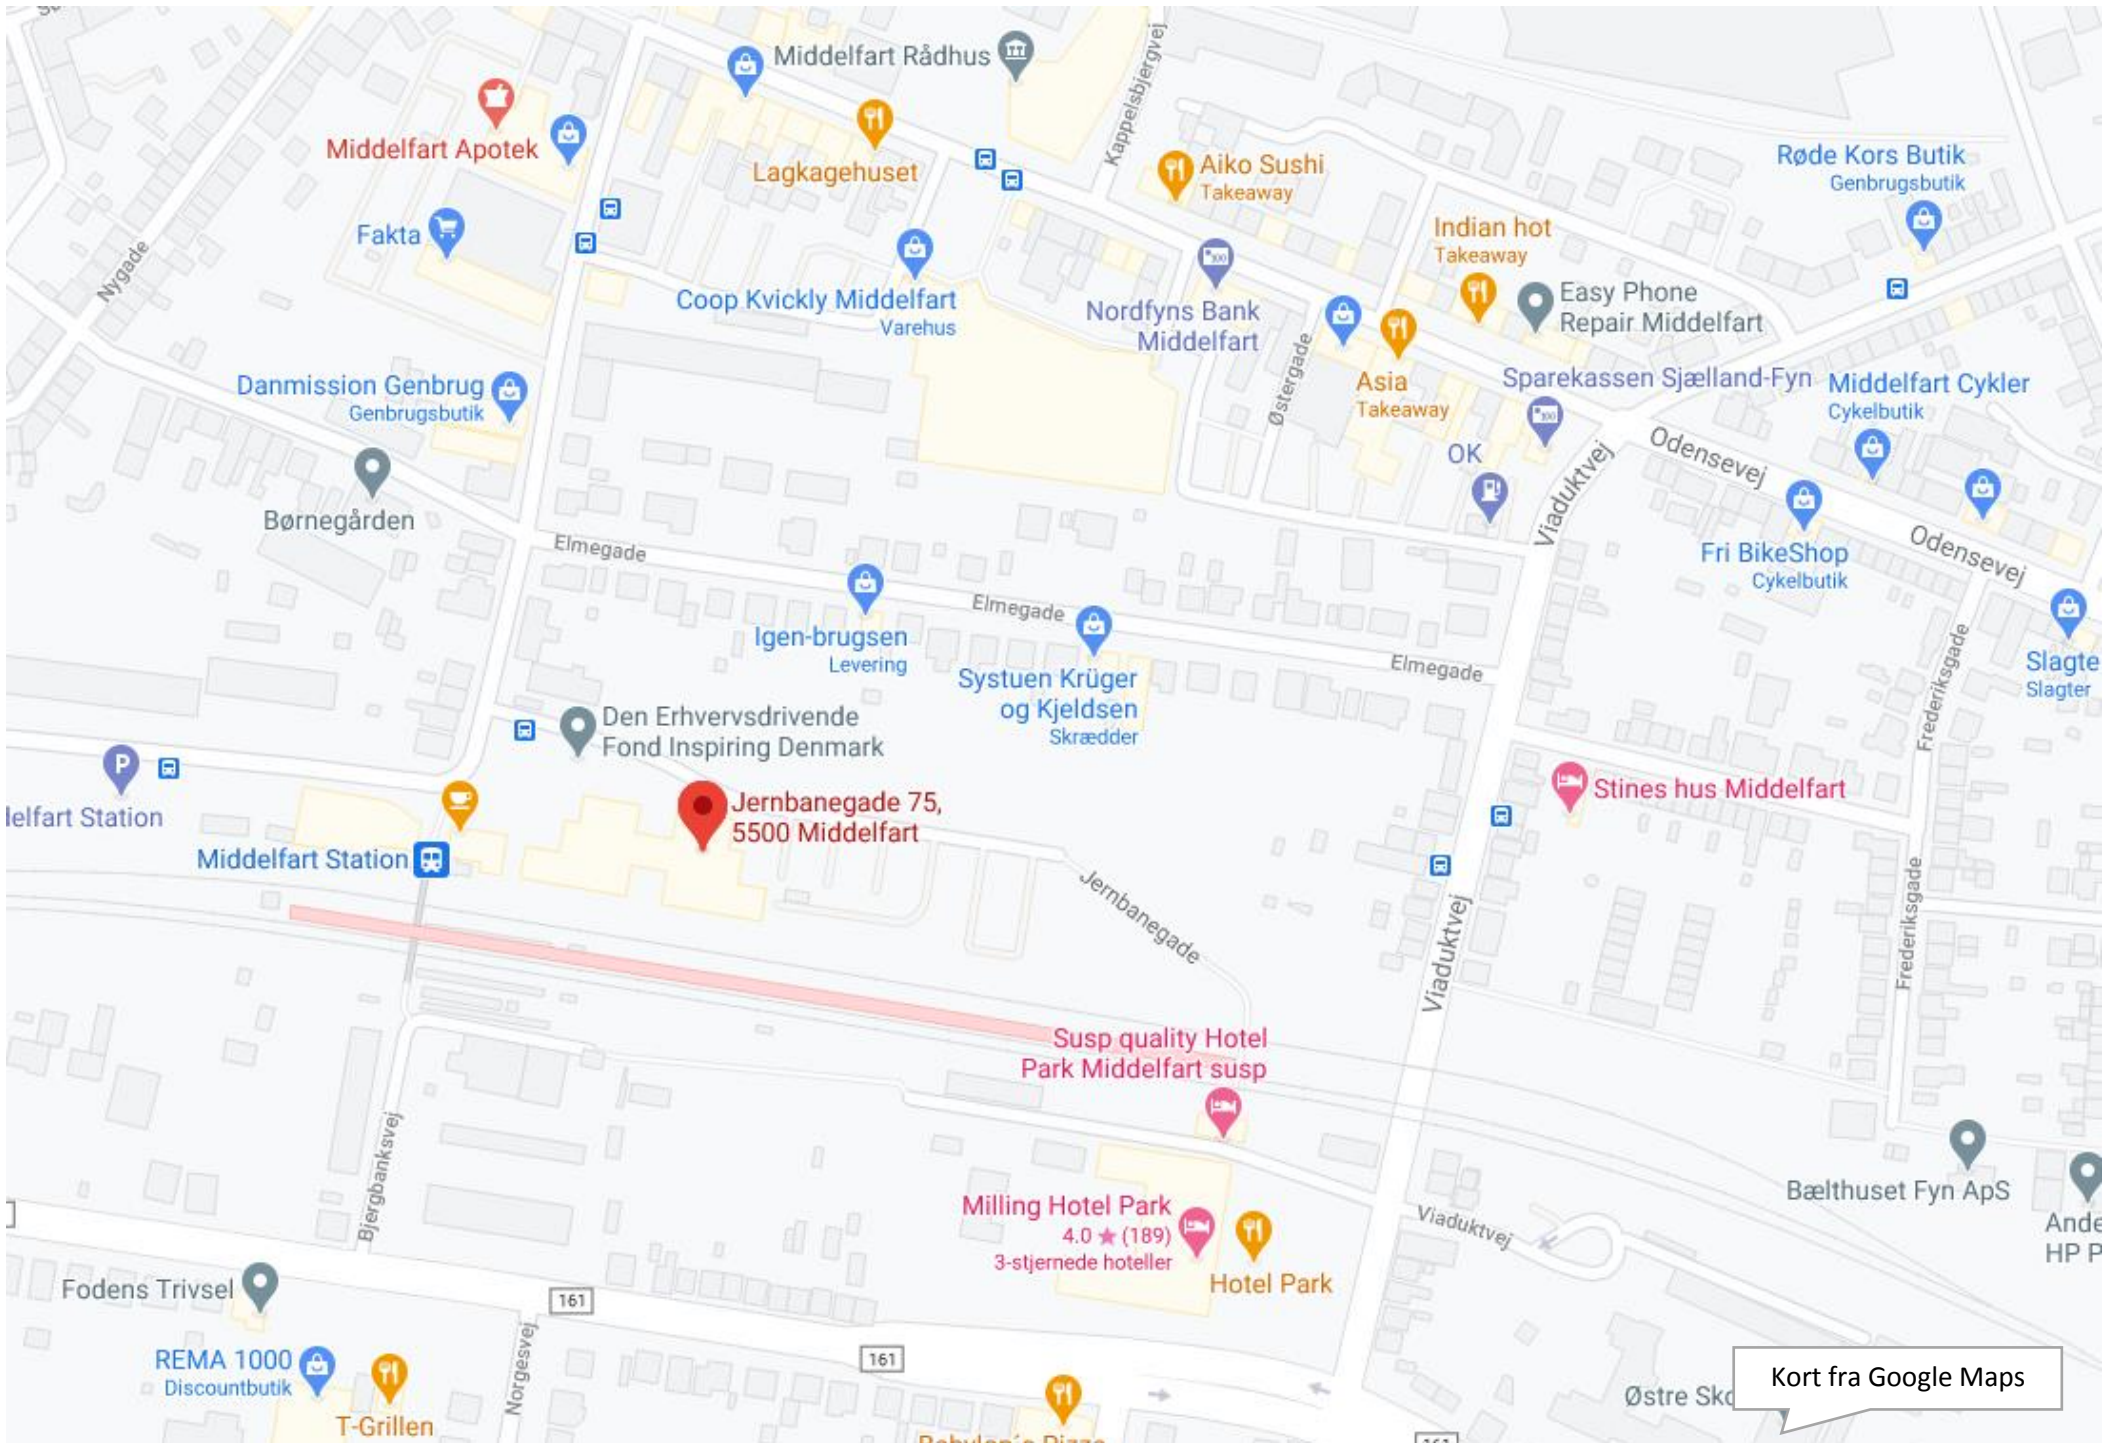 Middelfart Rådhus
Kappelsbjergvej
Middelfart Apotek
Lagkagehuset
Aiko Sushi
Takeaway
Røde Kors Butik
Genbrugsbutik
Fakta
Nygade
Indian hot
Takeaway
Coop Kvickly Middelfart
Varehus
Nordfyns Bank
Middelfart
Easy Phone
Repair Middelfart
Østergade
Danmission Genbrug
Genbrugsbutik
Asia
Takeaway
Sparekassen Sjælland-Fyn
Middelfart Cykler
Cykelbutik
OK
Odensevej
Viaduktvej
Børnegården
Elmegade
Fri BikeShop
Cykelbutik
Odensevej
Elmegade
Igen-brugsen
Levering
Systuen Krüger
og Kjeldsen
Skrædder
Elmegade
Frederiksgade
Slagte
Slagter
Den Erhvervsdrivende
Fond Inspiring Denmark
P
Jernbanegade 75,
5500 Middelfart
Stines hus Middelfart
delfart Station
Middelfart Station
Jernbanegade
Viaduktvej
Frederiksgade
Susp quality Hotel
Park Middelfart susp
Bjergbanksvej
Milling Hotel Park
4.0 ★ (189)
3-stjernede hoteller
Hotel Park
Viaduktvej
Bælthuset Fyn ApS
Ande
HP P
Fodens Trivsel
161
161
REMA 1000
Discountbutik
T-Grillen
Norgesvej
Østre Sko
Kort fra Google Maps
161